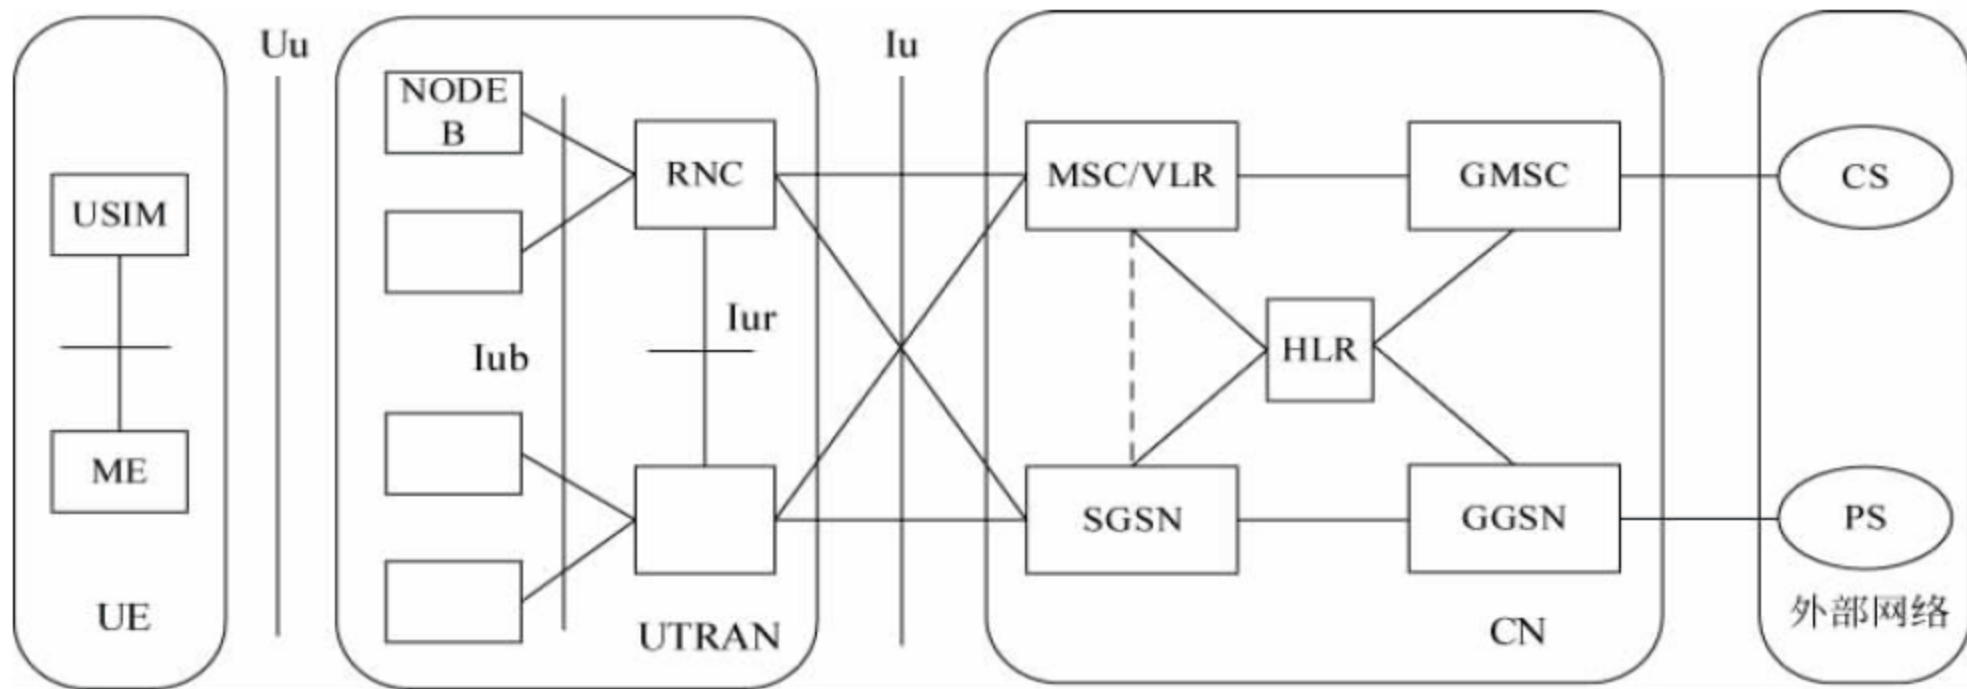 Uu
Iu
NODE
B
RNC
MSC/VLR
GMSC
CS
USIM
Iur
Iub
HLR
ME
SGSN
GGSN
PS
UE
UTRAN
CN
外部网络